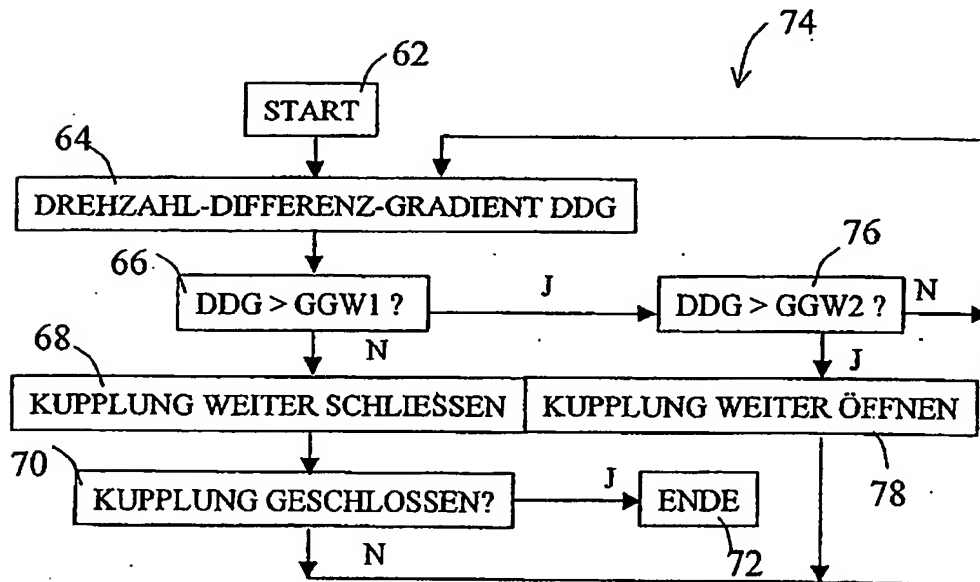 74
62
START
64
DREHZAHL-DIFFERENZ-GRADIENT DDG
66
76
DDG > GGW1 ?
J
DDG > GGW2 ?
N
68
N
J
KUPPLUNG WEITER SCHLIESSEN
KUPPLUNG WEITER ÖFFNEN
70
KUPPLUNG GESCHLOSSEN?
J
ENDE
78
N
72